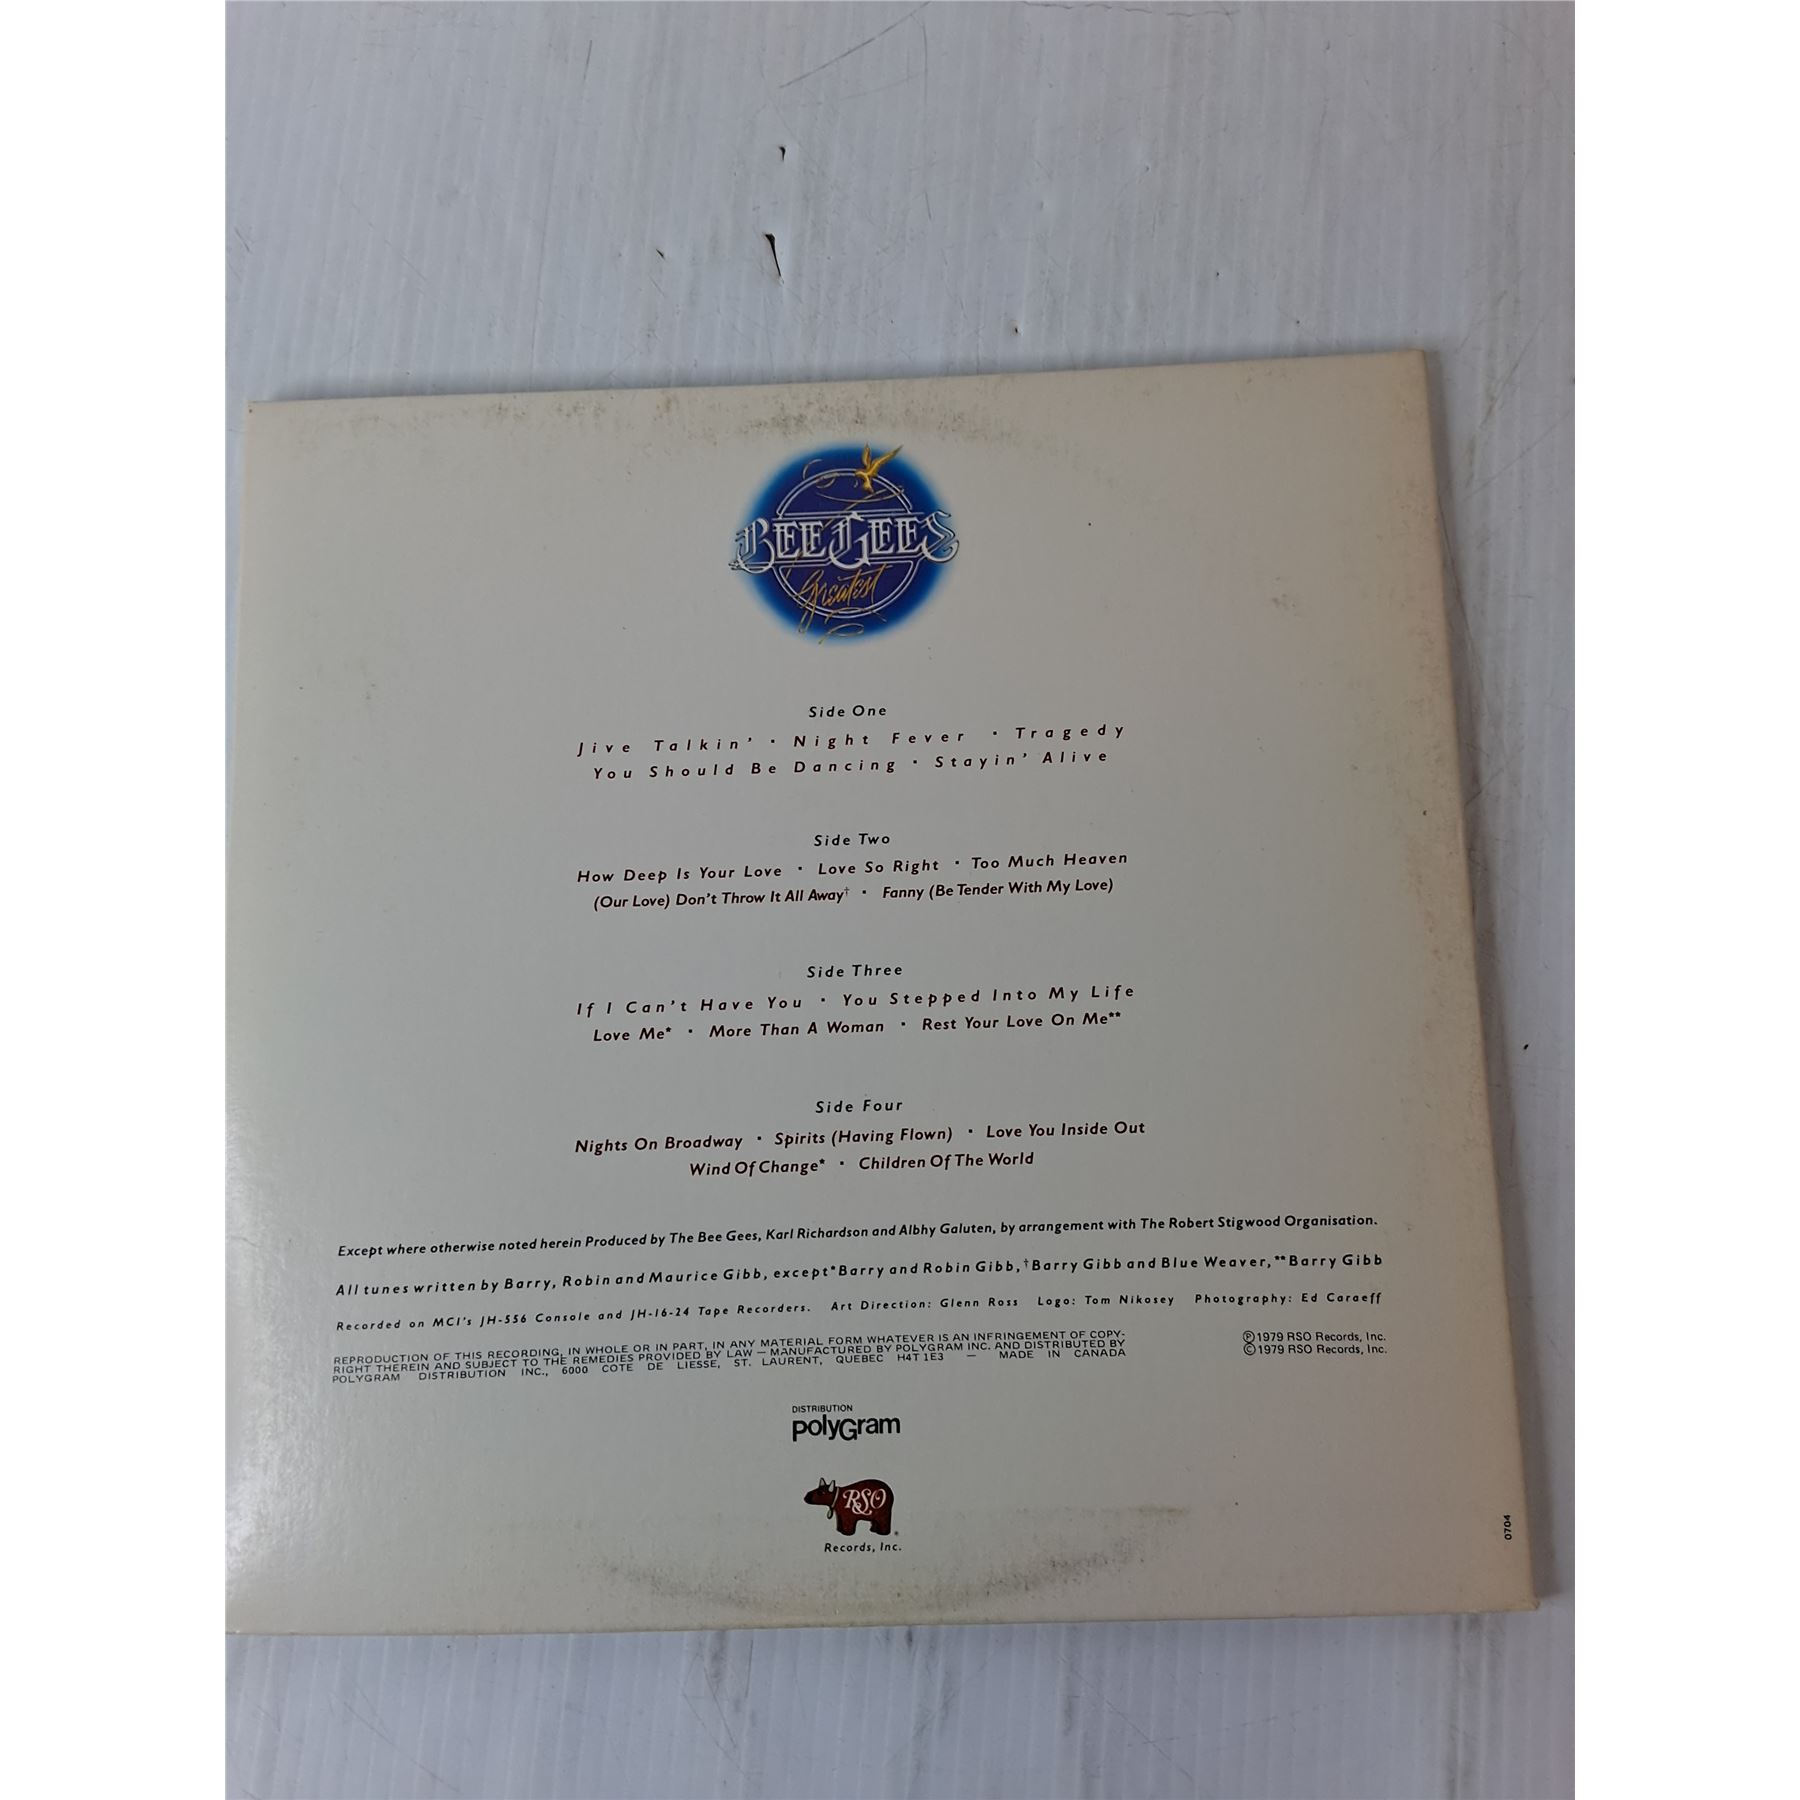 BEE GEES
Greatest
Side One
Jive Talkin' · Night Fever · Tragedy
You Should Be Dancing · Stayin' Alive
Side Two
How Deep Is Your Love · Love So Right · Too Much Heaven
(Our Love) Don't Throw It All Away† · Fanny (Be Tender With My Love)
Side Three
If I Can't Have You · You Stepped Into My Life
Love Me* · More Than A Woman · Rest Your Love On Me**
Side Four
Nights On Broadway · Spirits (Having Flown) · Love You Inside Out
Wind Of Change* · Children Of The World
Except where otherwise noted herein Produced by The Bee Gees, Karl Richardson and Albhy Galuten, by arrangement with The Robert Stigwood Organisation.
All tunes written by Barry, Robin and Maurice Gibb, except *Barry and Robin Gibb, †Barry Gibb and Blue Weaver, **Barry Gibb
Recorded on MCI's JH-556 Console and JH-16-24 Tape Recorders. Art Direction: Glenn Ross Logo: Tom Nikosey Photography: Ed Caraeff
REPRODUCTION OF THIS RECORDING, IN WHOLE OR IN PART, IN ANY MATERIAL FORM WHATEVER IS AN INFRINGEMENT OF COPY-
RIGHT THEREIN AND SUBJECT TO THE REMEDIES PROVIDED BY LAW — MANUFACTURED BY POLYGRAM INC. AND DISTRIBUTED BY
POLYGRAM DISTRIBUTION INC., 6000 COTE DE LIESSE, ST. LAURENT, QUEBEC H4T 1E3 — MADE IN CANADA
℗ 1979 RSO Records, Inc.
© 1979 RSO Records, Inc.
DISTRIBUTION
polyGram
RSO
Records, Inc.
0704